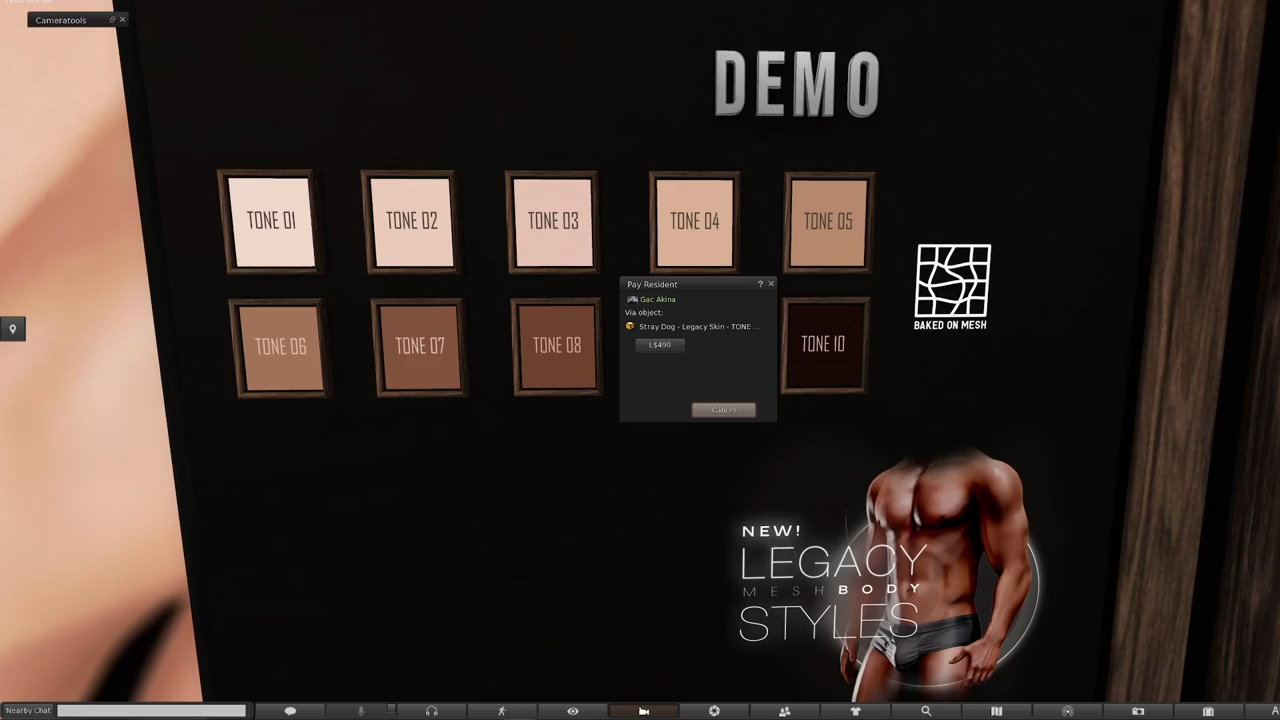 Cameratools
DEMO
TONE 01
TONE 02
TONE 03
TONE 04
TONE 05
BAKED ON MESH
Pay Resident ?
Gac Akina
Via object:
Stray Dog - Legacy Skin - TONE ...
L$490
Cancel
TONE 06
TONE 07
TONE 08
TONE 10
NEW!
LEGACY
MESH BODY
STYLES
Nearby Chat